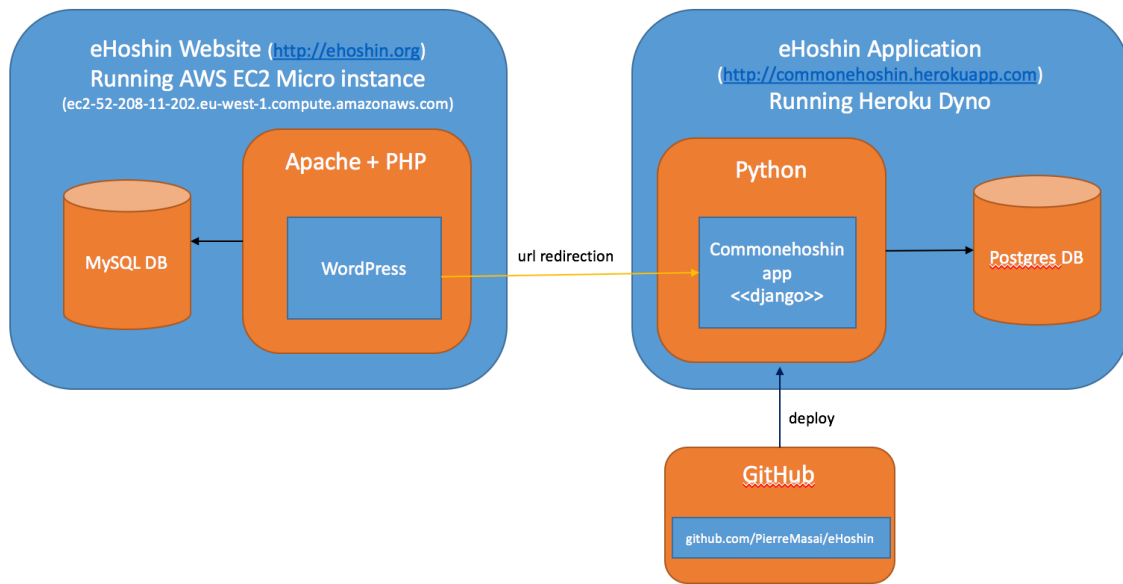 eHoshin Website (http://ehoshin.org)
Running AWS EC2 Micro instance
(ec2-52-208-11-202.eu-west-1.compute.amazonaws.com)
Apache + PHP
MySQL DB
WordPress
url redirection
eHoshin Application
(http://commonehoshin.herokuapp.com)
Running Heroku Dyno
Python
Commonehoshin
app
<<django>>
Postgres DB
deploy
GitHub
github.com/PierreMasai/eHoshin